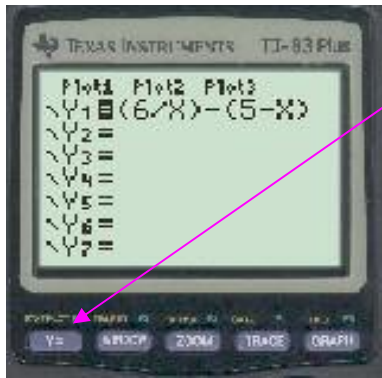 TEXAS INSTRUMENTS TI-83 Plus
Plot1 Plot2 Plot3
\Y1=(6/X)-(5-X)
\Y2=
\Y3=
\Y4=
\Y5=
\Y6=
\Y7=
Y= WINDOW ZOOM TRACE GRAPH